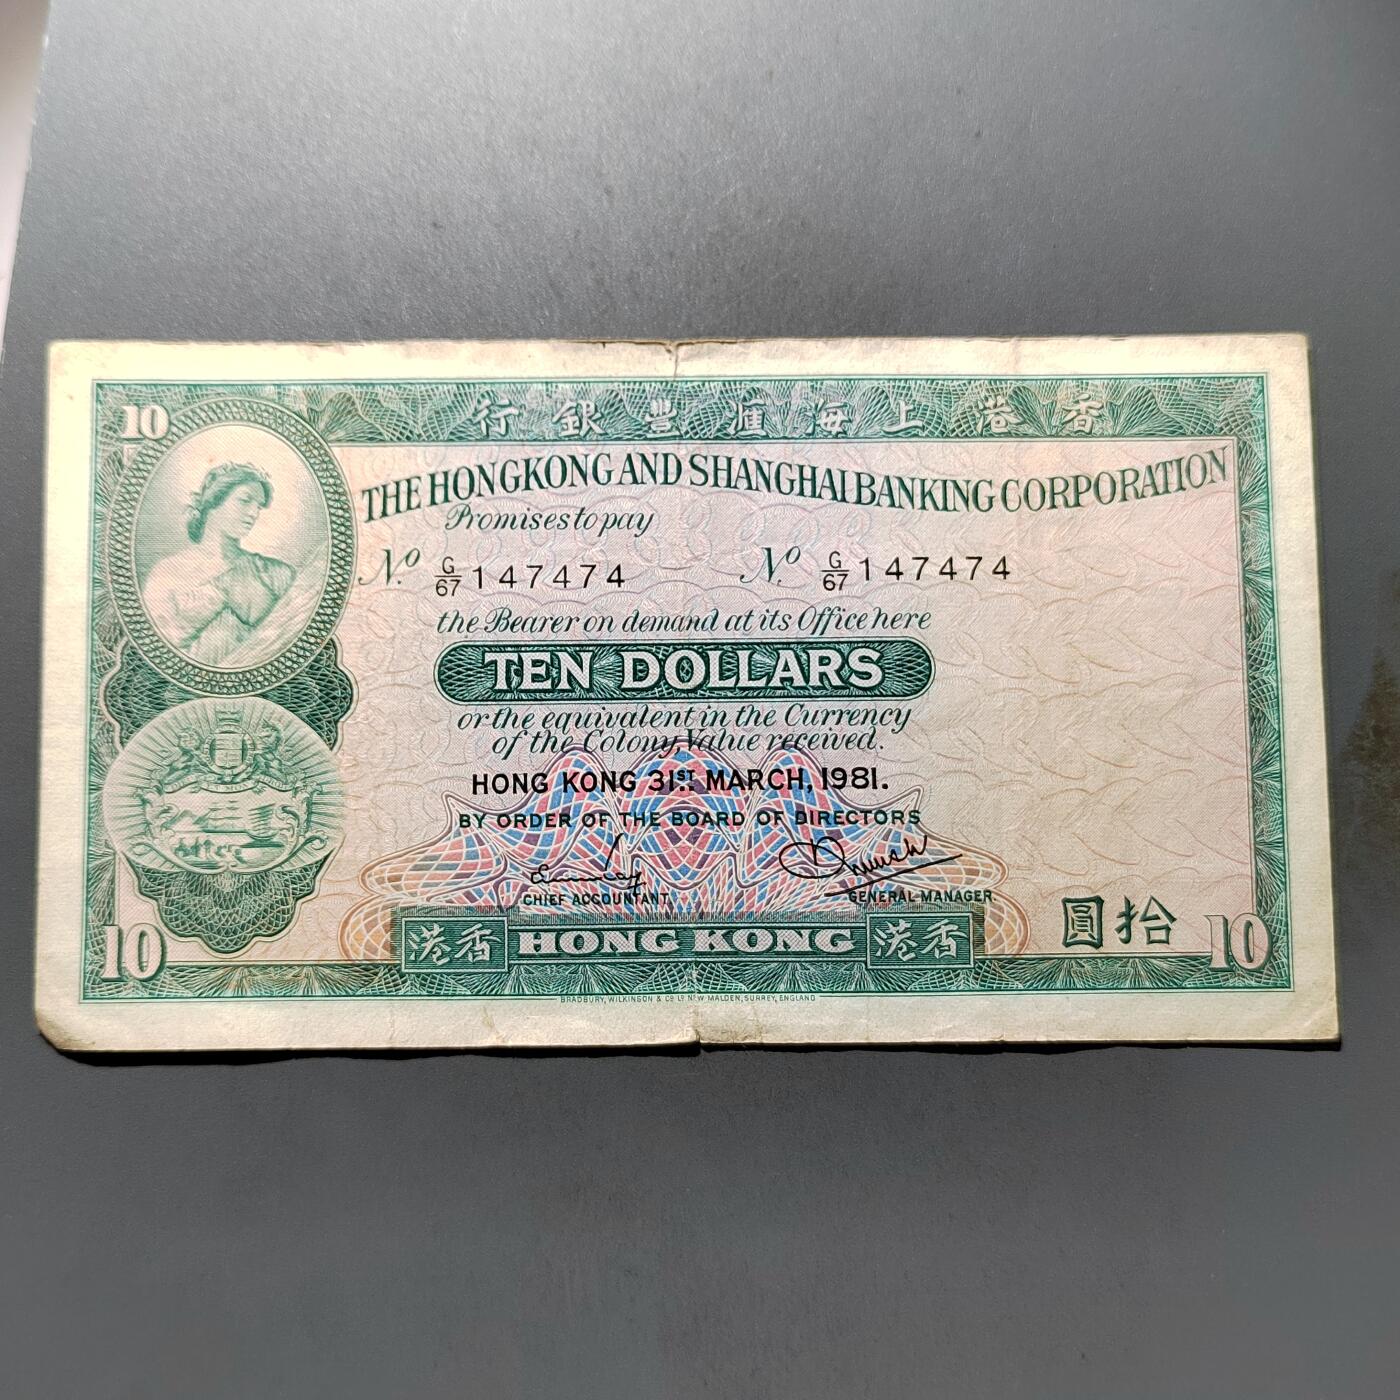 10
行銀豐滙海上港香
THE HONGKONG AND SHANGHAI BANKING CORPORATION
Promises to pay
No. G/67 147474 No. G/67 147474
the Bearer on demand at its Office here
TEN DOLLARS
or the equivalent in the Currency
of the Colony, Value received.
HONG KONG 31ST MARCH, 1981.
BY ORDER OF THE BOARD OF DIRECTORS
CHIEF ACCOUNTANT GENERAL MANAGER.
10 港香 HONG KONG 港香 圓拾 10
BRADBURY, WILKINSON & Co. Ld. NEW MALDEN, SURREY, ENGLAND